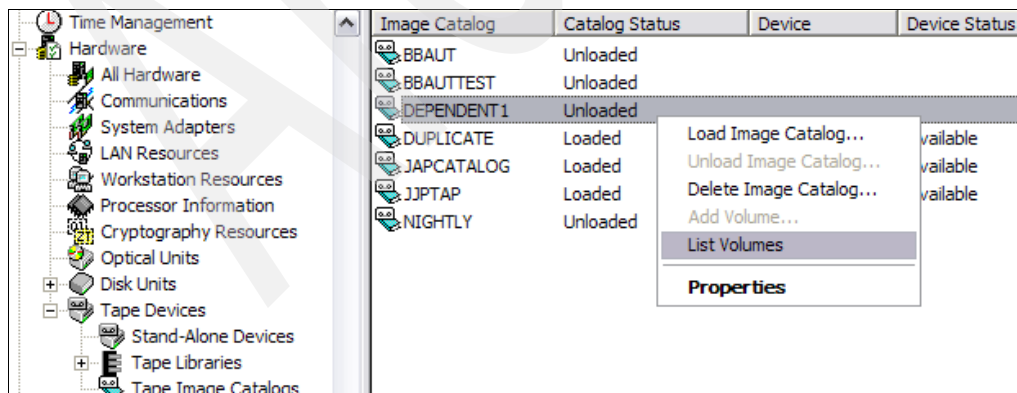 Time Management
Hardware
All Hardware
Communications
System Adapters
LAN Resources
Workstation Resources
Processor Information
Cryptography Resources
Optical Units
Disk Units
Tape Devices
Stand-Alone Devices
Tape Libraries
Tape Image Catalogs
Image Catalog Catalog Status Device Device Status
BBAUT Unloaded
BBAUTTEST Unloaded
DEPENDENT1 Unloaded
DUPLICATE Loaded vailable
JAPCATALOG Loaded vailable
JJPTAP Loaded vailable
NIGHTLY Unloaded
Load Image Catalog...
Unload Image Catalog...
Delete Image Catalog...
Add Volume...
List Volumes
Properties